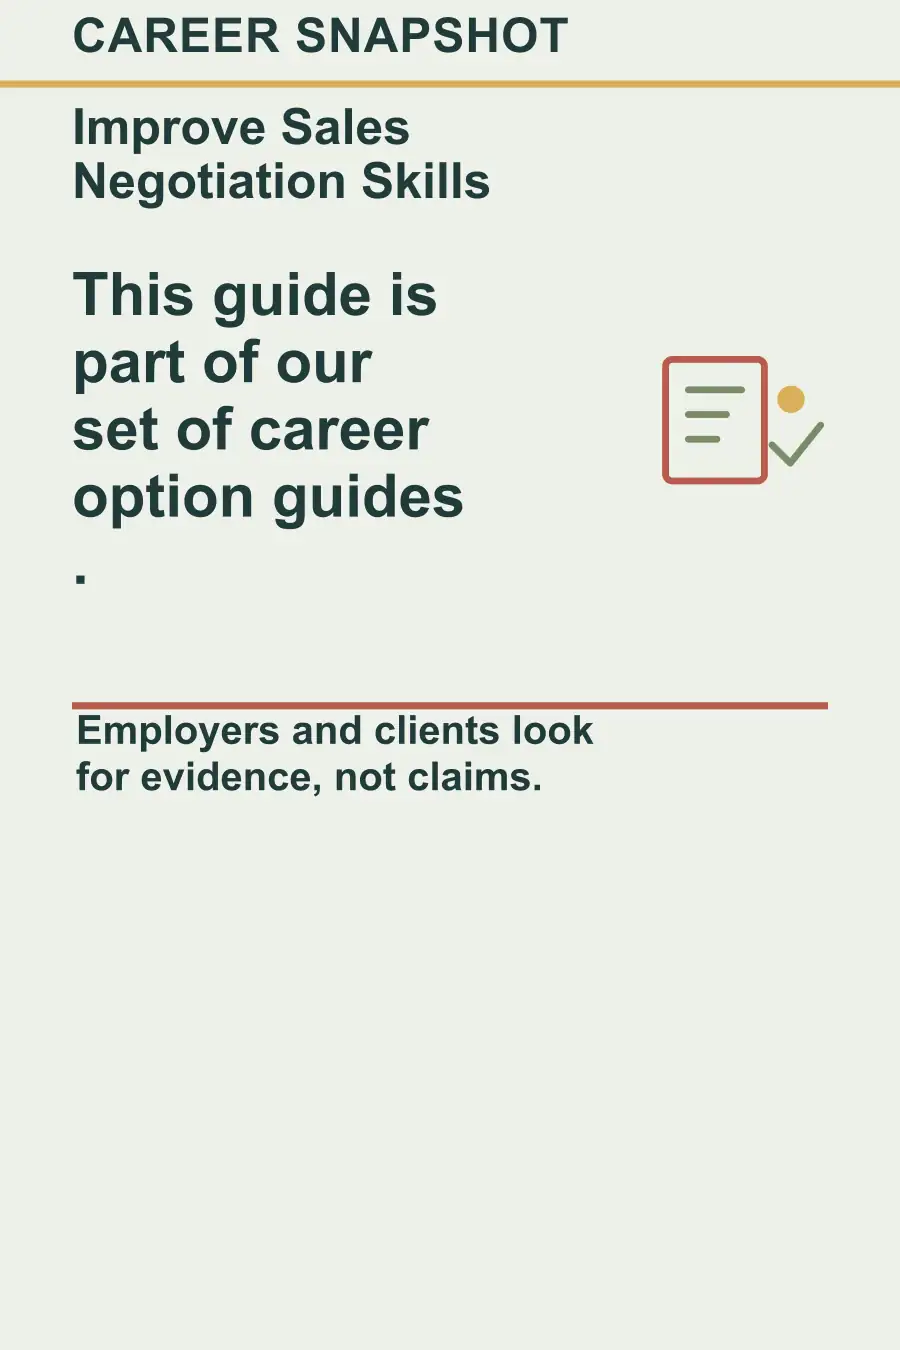 CAREER SNAPSHOT
Improve Sales
Negotiation Skills
This guide is
part of our
set of career
option guides
.
Employers and clients look
for evidence, not claims.